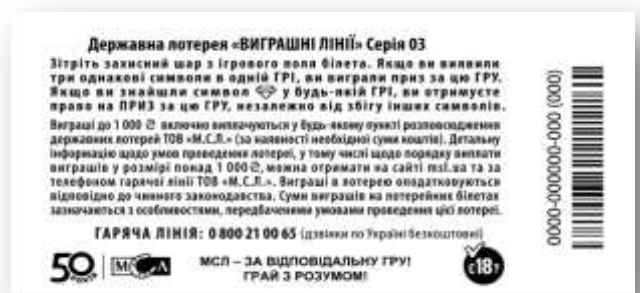 Державна лотерея «ВИГРАШНІ ЛІНІЇ» Серія 03
Зітріть захисний шар з ігрового поля білета. Якщо ви виявили
три однакові символи в одній ГРІ, ви виграли приз за цю ГРУ.
Якщо ви знайшли символ у будь-якій ГРІ, ви отримуєте
право на ПРИЗ за цю ГРУ, незалежно від збігу інших символів.
Виграші до 1 000 ₴ включно виплачуються у будь-якому пункті розповсюдження
державних лотерей ТОВ «М.С.Л.» (за наявності необхідної суми коштів). Детальну
інформацію щодо умов проведення лотереї, у тому числі щодо порядку виплати
виграшів у розмірі понад 1 000 ₴, можна отримати на сайті msl.ua та за
телефоном гарячої лінії ТОВ «М.С.Л.». Виграші в лотерею оподатковуються
відповідно до чинного законодавства. Суми виграшів на лотерейних білетах
зазначаються з особливостями, передбаченими умовами проведення цієї лотереї.
ГАРЯЧА ЛІНІЯ: 0 800 21 00 65 (дзвінки по Україні безкоштовні)
50
МСЛ – ЗА ВІДПОВІДАЛЬНУ ГРУ!
ГРАЙ З РОЗУМОМ!
Є 18 ?
0000-0000000-000 (000)